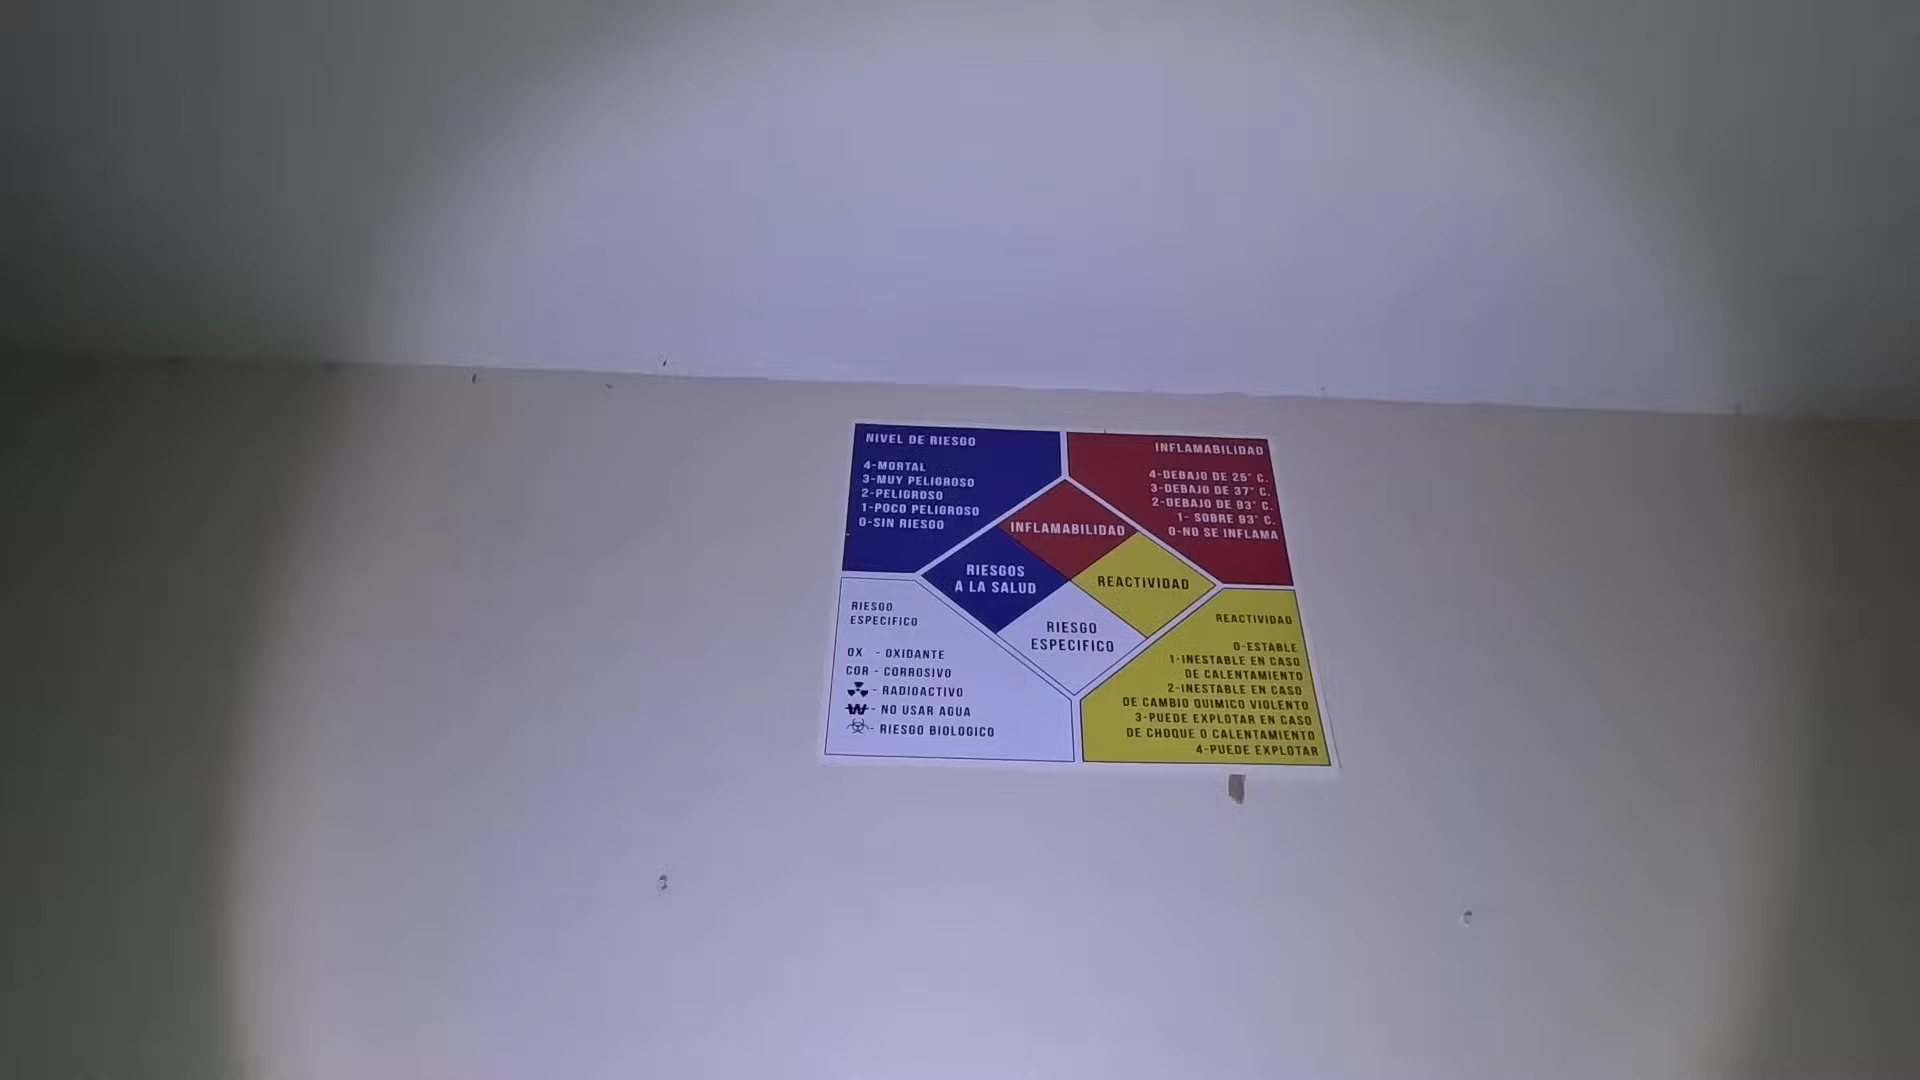 NIVEL DE RIESGO
4-MORTAL
3-MUY PELIGROSO
2-PELIGROSO
1-POCO PELIGROSO
0-SIN RIESGO
INFLAMABILIDAD
4-DEBAJO DE 25° C.
3-DEBAJO DE 37° C.
2-DEBAJO DE 93° C.
1- SOBRE 93° C.
0-NO SE INFLAMA
INFLAMABILIDAD
RIESGOS
A LA SALUD
REACTIVIDAD
RIESGO
ESPECIFICO
RIESGO
ESPECIFICO
OX - OXIDANTE
COR - CORROSIVO
- RADIOACTIVO
W - NO USAR AGUA
- RIESGO BIOLOGICO
REACTIVIDAD
0-ESTABLE
1-INESTABLE EN CASO
DE CALENTAMIENTO
2-INESTABLE EN CASO
DE CAMBIO QUIMICO VIOLENTO
3-PUEDE EXPLOTAR EN CASO
DE CHOQUE O CALENTAMIENTO
4-PUEDE EXPLOTAR